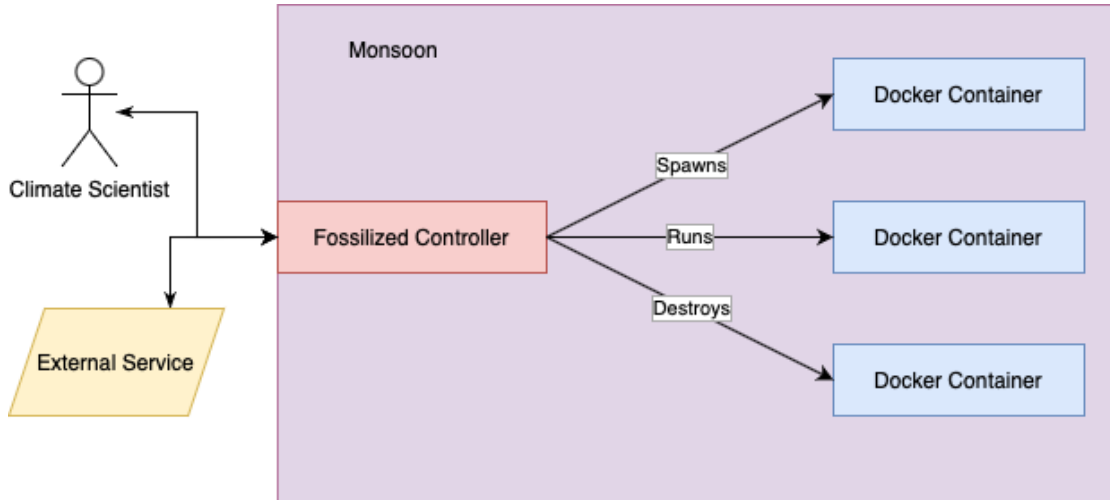 Monsoon
Docker Container
Climate Scientist
Spawns
Fossilized Controller
Runs
Docker Container
Destroys
External Service
Docker Container